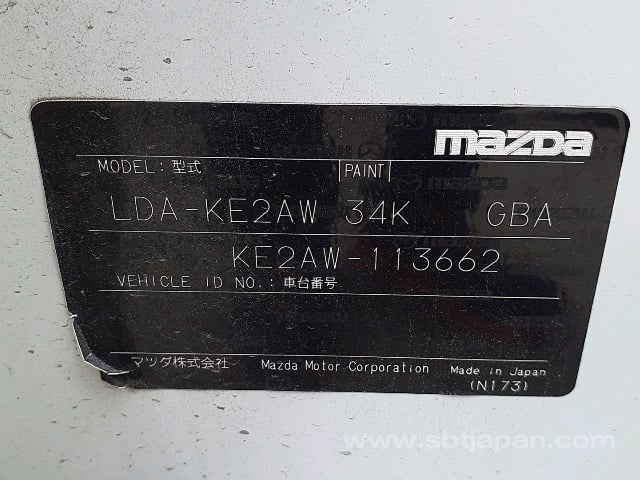 mazda
MODEL: 型式 PAINT
LDA-KE2AW 34K GBA
KE2AW-113662
VEHICLE ID NO.: 車台番号
マツダ株式会社 Mazda Motor Corporation Made in Japan
(N173)
www.sbtjapan.com